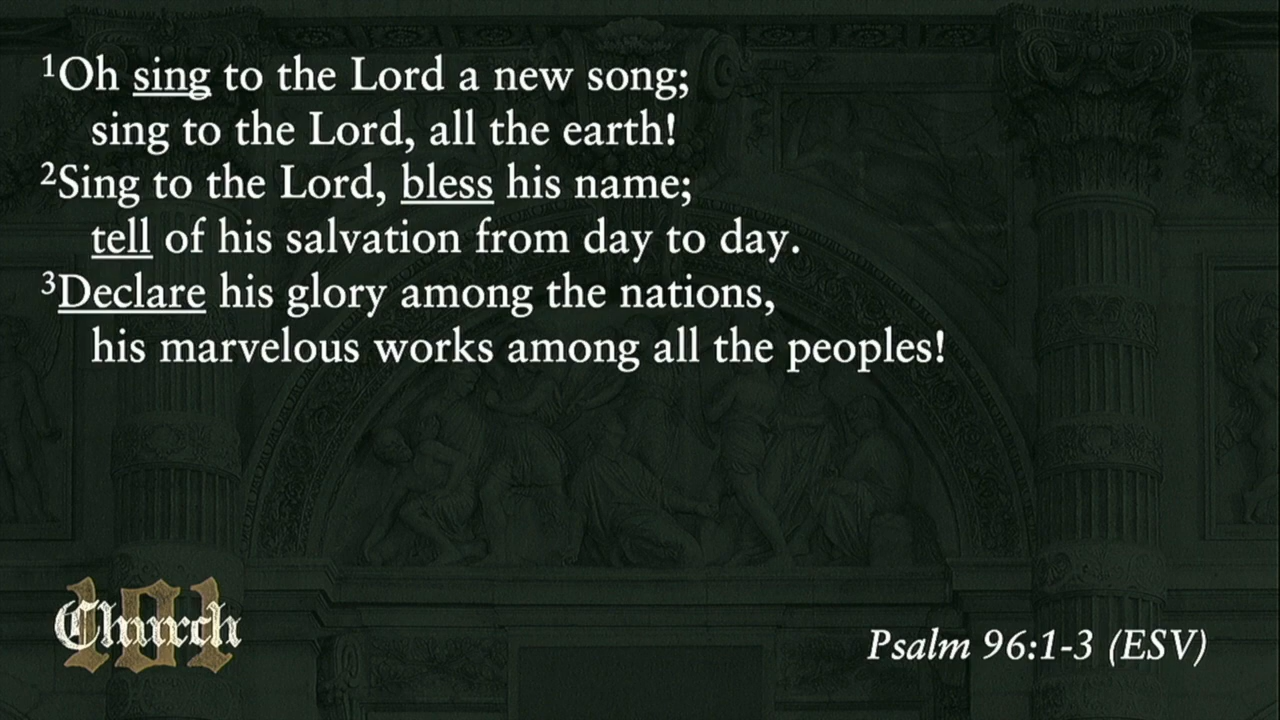 ¹Oh sing to the Lord a new song;
sing to the Lord, all the earth!
²Sing to the Lord, bless his name;
tell of his salvation from day to day.
³Declare his glory among the nations,
his marvelous works among all the peoples!
101
Church
Psalm 96:1-3 (ESV)